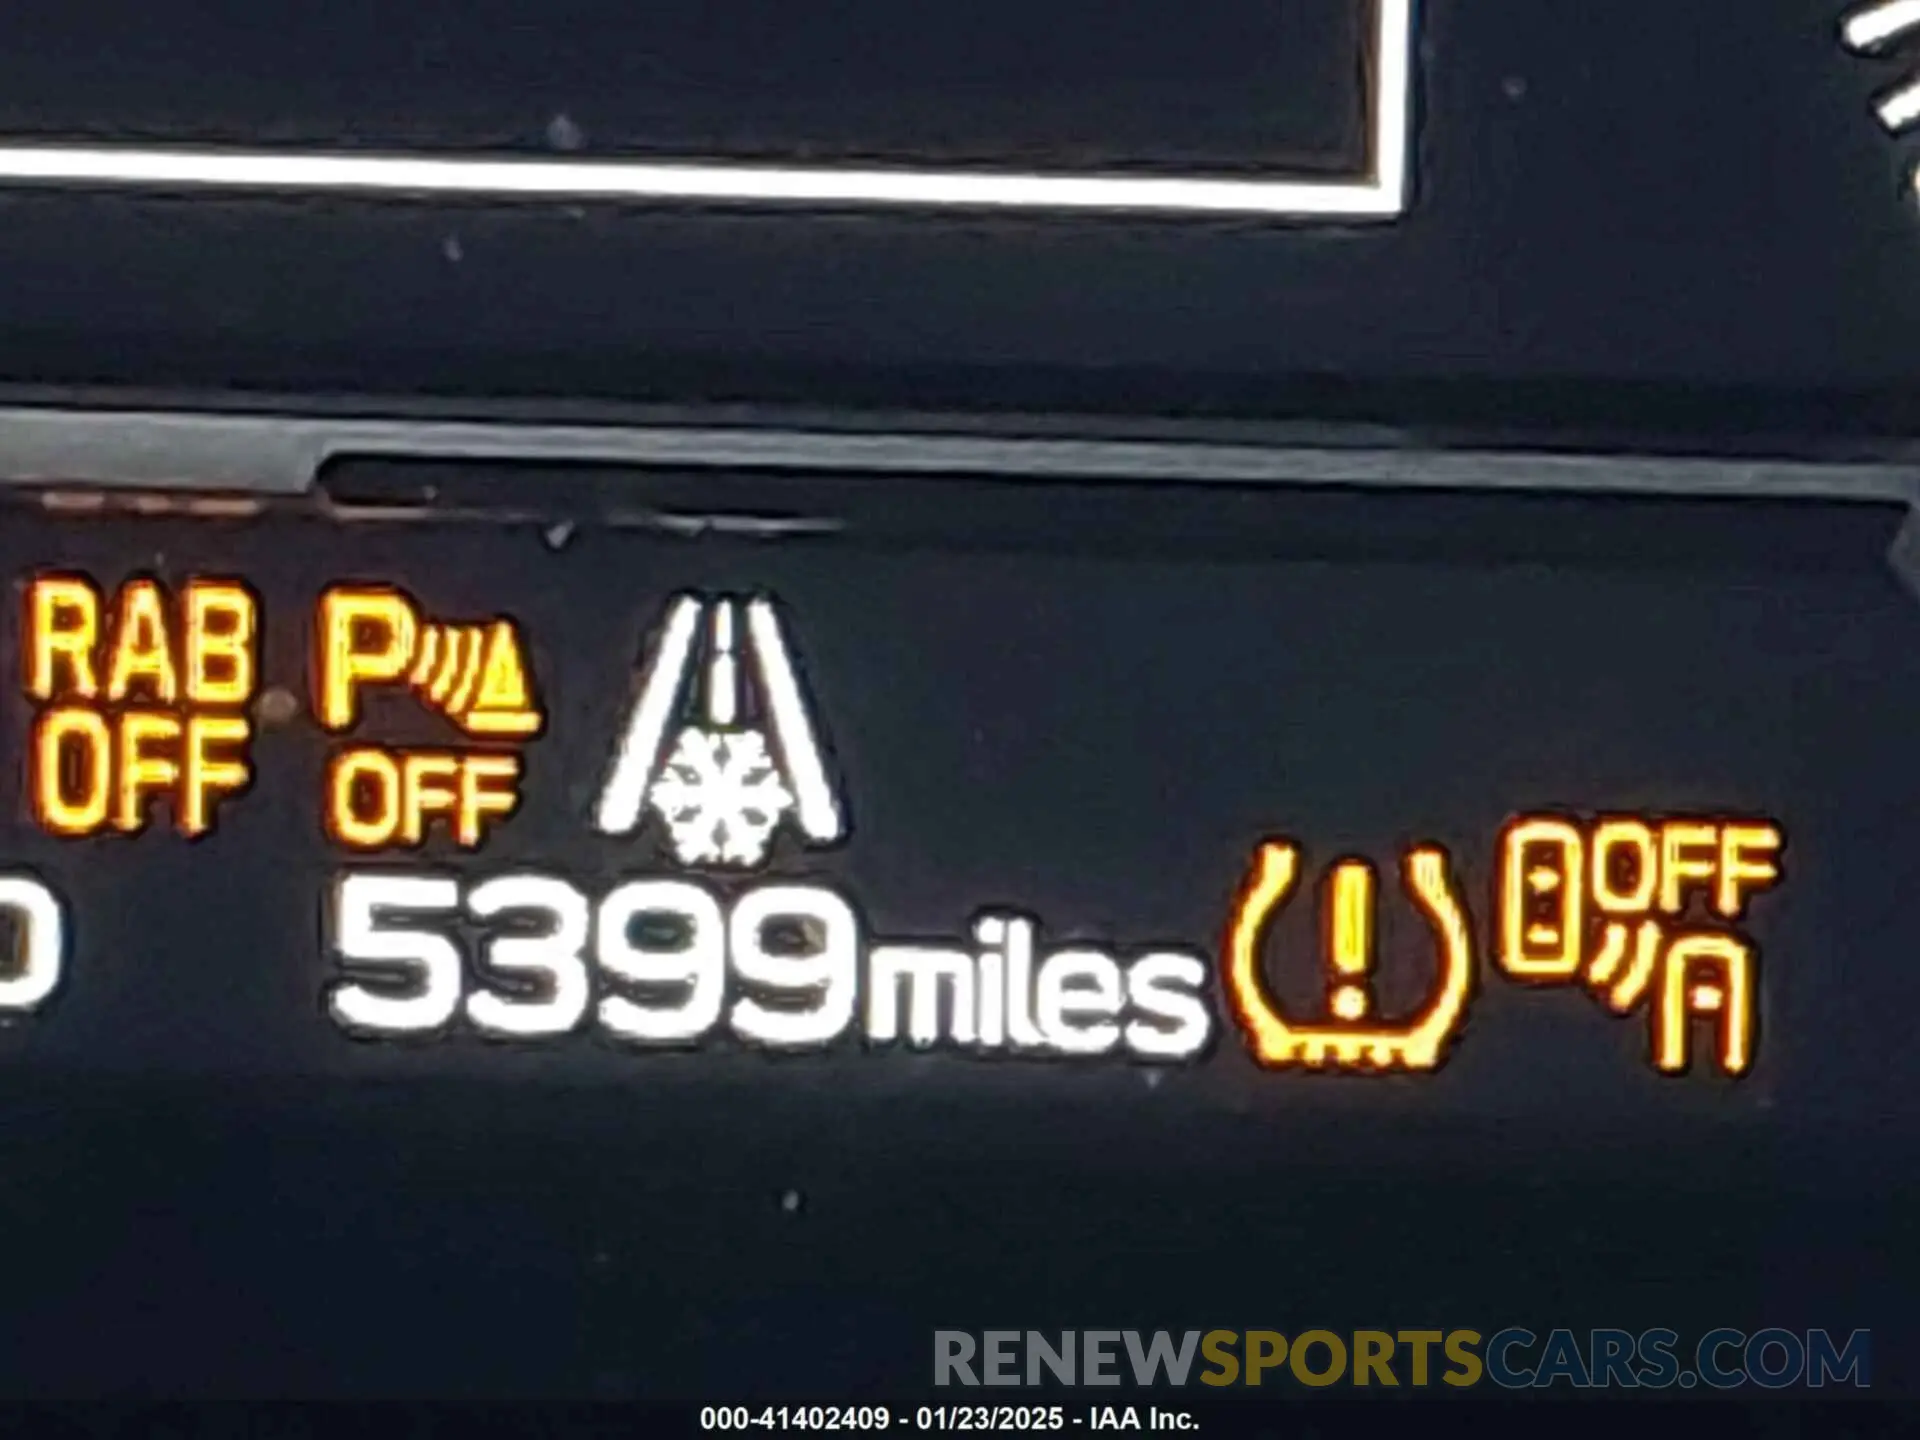 RAB
OFF
P
OFF
5399miles
OFF
RENEWSPORTSCARS.COM
000-41402409 - 01/23/2025 - IAA Inc.